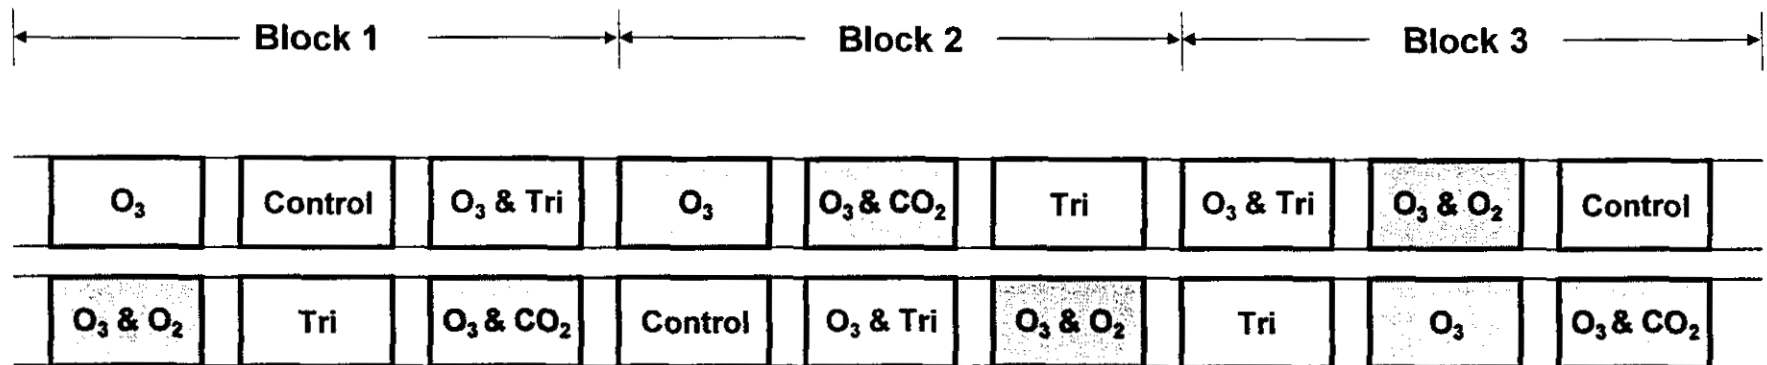 Block 1 Block 2 Block 3
O₃ Control O₃ & Tri O₃ O₃ & CO₂ Tri O₃ & Tri O₃ & O₂ Control
O₃ & O₂ Tri O₃ & CO₂ Control O₃ & Tri O₃ & O₂ Tri O₃ O₃ & CO₂